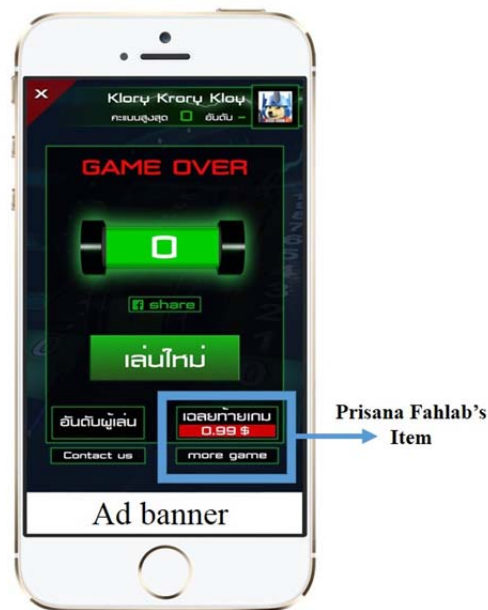 x
Klory Krory Kloy
คะแนนสูงสุด 0 อันดับ -
GAME OVER
0
f share
เล่นใหม่
อันดับผู้เล่น
เฉลยท้ายเกม
0.99 $
Contact us
more game
Ad banner
Prisana Fahlab's
Item